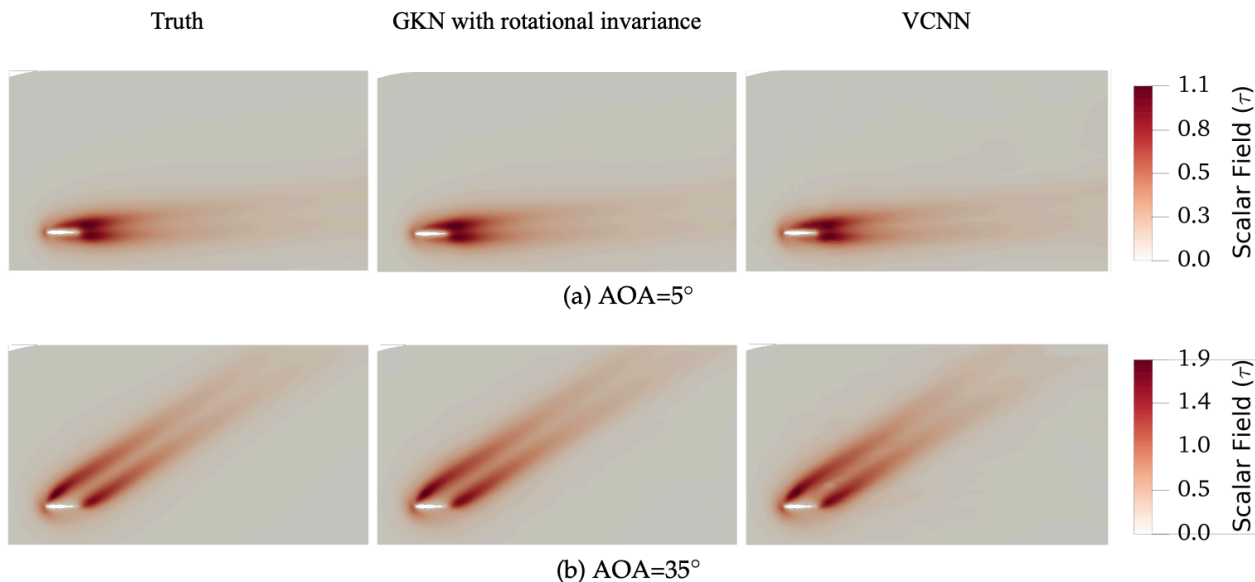 Truth GKN with rotational invariance VCNN
1.1
0.8
0.5
0.3
0.0
Scalar Field (τ)
(a) AOA=5°
1.9
1.4
1.0
0.5
0.0
Scalar Field (τ)
(b) AOA=35°